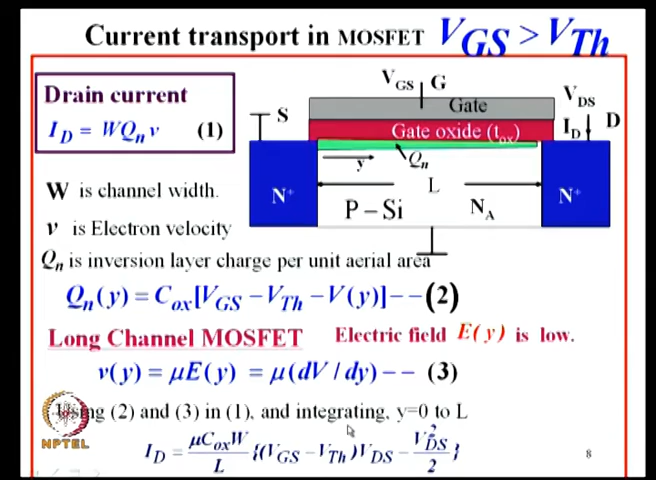 Current transport in MOSFET V_GS > V_Th
Drain current
I_D = WQ_n v (1)
V_GS G
Gate
V_DS
S
I_D D
Gate oxide (t_ox)
y
Q_n
L
N⁺
N⁺
P – Si
N_A
W is channel width.
v is Electron velocity
Q_n is inversion layer charge per unit aerial area
Q_n(y) = C_ox[V_GS – V_Th – V(y)] – – (2)
Long Channel MOSFET Electric field E(y) is low.
v(y) = μE(y) = μ(dV / dy) – – (3)
Using (2) and (3) in (1), and integrating, y=0 to L
NPTEL
I_D = μC_oxW / L {(V_GS – V_Th)V_DS – V²_DS / 2 }
8